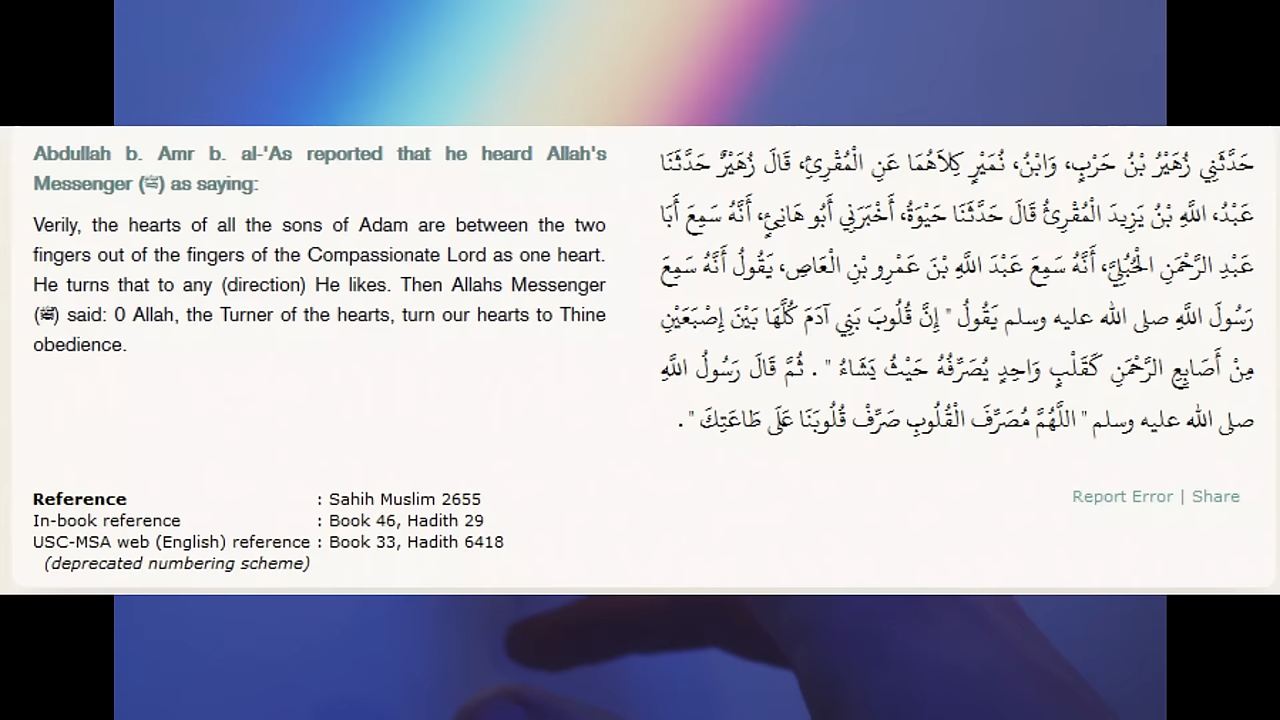 Abdullah b. Amr b. al-'As reported that he heard Allah's
Messenger (ﷺ) as saying:
Verily, the hearts of all the sons of Adam are between the two
fingers out of the fingers of the Compassionate Lord as one heart.
He turns that to any (direction) He likes. Then Allahs Messenger
(ﷺ) said: 0 Allah, the Turner of the hearts, turn our hearts to Thine
obedience.
حَدَّثَنِي زُهَيْرُ بْنُ حَرْبٍ، وَابْنُ، نُمَيْرٍ كِلاَهُمَا عَنِ الْمُقْرِئِ، قَالَ زُهَيْرٌ حَدَّثَنَا
عَبْدُ، اللَّهِ بْنُ يَزِيدَ الْمُقْرِئُ قَالَ حَدَّثَنَا حَيْوَةُ، أَخْبَرَنِي أَبُو هَانِئٍ، أَنَّهُ سَمِعَ أَبَا
عَبْدِ الرَّحْمَنِ الْحُبُلِيَّ، أَنَّهُ سَمِعَ عَبْدَ اللَّهِ بْنَ عَمْرِو بْنِ الْعَاصِ، يَقُولُ أَنَّهُ سَمِعَ
رَسُولَ اللَّهِ صلى الله عليه وسلم يَقُولُ " إِنَّ قُلُوبَ بَنِي آدَمَ كُلَّهَا بَيْنَ إِصْبَعَيْنِ
مِنْ أَصَابِعِ الرَّحْمَنِ كَقَلْبٍ وَاحِدٍ يُصَرِّفُهُ حَيْثُ يَشَاءُ " . ثُمَّ قَالَ رَسُولُ اللَّهِ
صلى الله عليه وسلم " اللَّهُمَّ مُصَرِّفَ الْقُلُوبِ صَرِّفْ قُلُوبَنَا عَلَى طَاعَتِكَ " .
Reference : Sahih Muslim 2655
In-book reference : Book 46, Hadith 29
USC-MSA web (English) reference : Book 33, Hadith 6418
(deprecated numbering scheme)
Report Error | Share